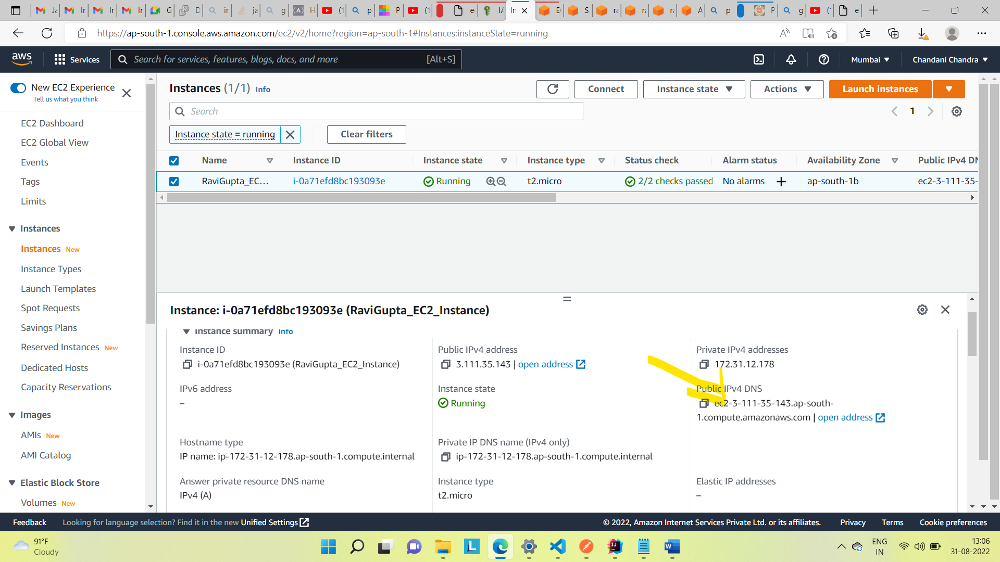 https://ap-south-1.console.aws.amazon.com/ec2/v2/home?region=ap-south-1#Instances:instanceState=running
aws
Services
Search for services, features, blogs, docs, and more
[Alt+S]
Mumbai
Chandani Chandra
New EC2 Experience
Tell us what you think
EC2 Dashboard
EC2 Global View
Events
Tags
Limits
Instances
Instances New
Instance Types
Launch Templates
Spot Requests
Savings Plans
Reserved Instances New
Dedicated Hosts
Capacity Reservations
Images
AMIs New
AMI Catalog
Elastic Block Store
Volumes New
Instances (1/1) Info
Connect
Instance state
Actions
Launch instances
Search
1
Instance state = running
Clear filters
Name Instance ID Instance state Instance type Status check Alarm status Availability Zone Public IPv4 DN
RaviGupta_EC... i-0a71efd8bc193093e Running t2.micro 2/2 checks passed No alarms + ap-south-1b ec2-3-111-35-
Instance: i-0a71efd8bc193093e (RaviGupta_EC2_Instance)
Instance summary Info
Instance ID
i-0a71efd8bc193093e (RaviGupta_EC2_Instance)
Public IPv4 address
3.111.35.143 | open address
Private IPv4 addresses
172.31.12.178
IPv6 address
–
Instance state
Running
Public IPv4 DNS
ec2-3-111-35-143.ap-south-
1.compute.amazonaws.com | open address
Hostname type
IP name: ip-172-31-12-178.ap-south-1.compute.internal
Private IP DNS name (IPv4 only)
ip-172-31-12-178.ap-south-1.compute.internal
Answer private resource DNS name
IPv4 (A)
Instance type
t2.micro
Elastic IP addresses
–
Feedback
Looking for language selection? Find it in the new Unified Settings
© 2022, Amazon Internet Services Private Ltd. or its affiliates.
Privacy
Terms
Cookie preferences
91°F
Cloudy
ENG
IN
13:06
31-08-2022